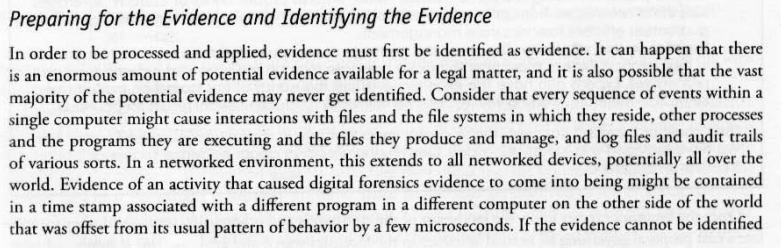 Preparing for the Evidence and Identifying the Evidence
In order to be processed and applied, evidence must first be identified as evidence. It can happen that there
is an enormous amount of potential evidence available for a legal matter, and it is also possible that the vast
majority of the potential evidence may never get identified. Consider that every sequence of events within a
single computer might cause interactions with files and the file systems in which they reside, other processes
and the programs they are executing and the files they produce and manage, and log files and audit trails
of various sorts. In a networked environment, this extends to all networked devices, potentially all over the
world. Evidence of an activity that caused digital forensics evidence to come into being might be contained
in a time stamp associated with a different program in a different computer on the other side of the world
that was offset from its usual pattern of behavior by a few microseconds. If the evidence cannot be identified